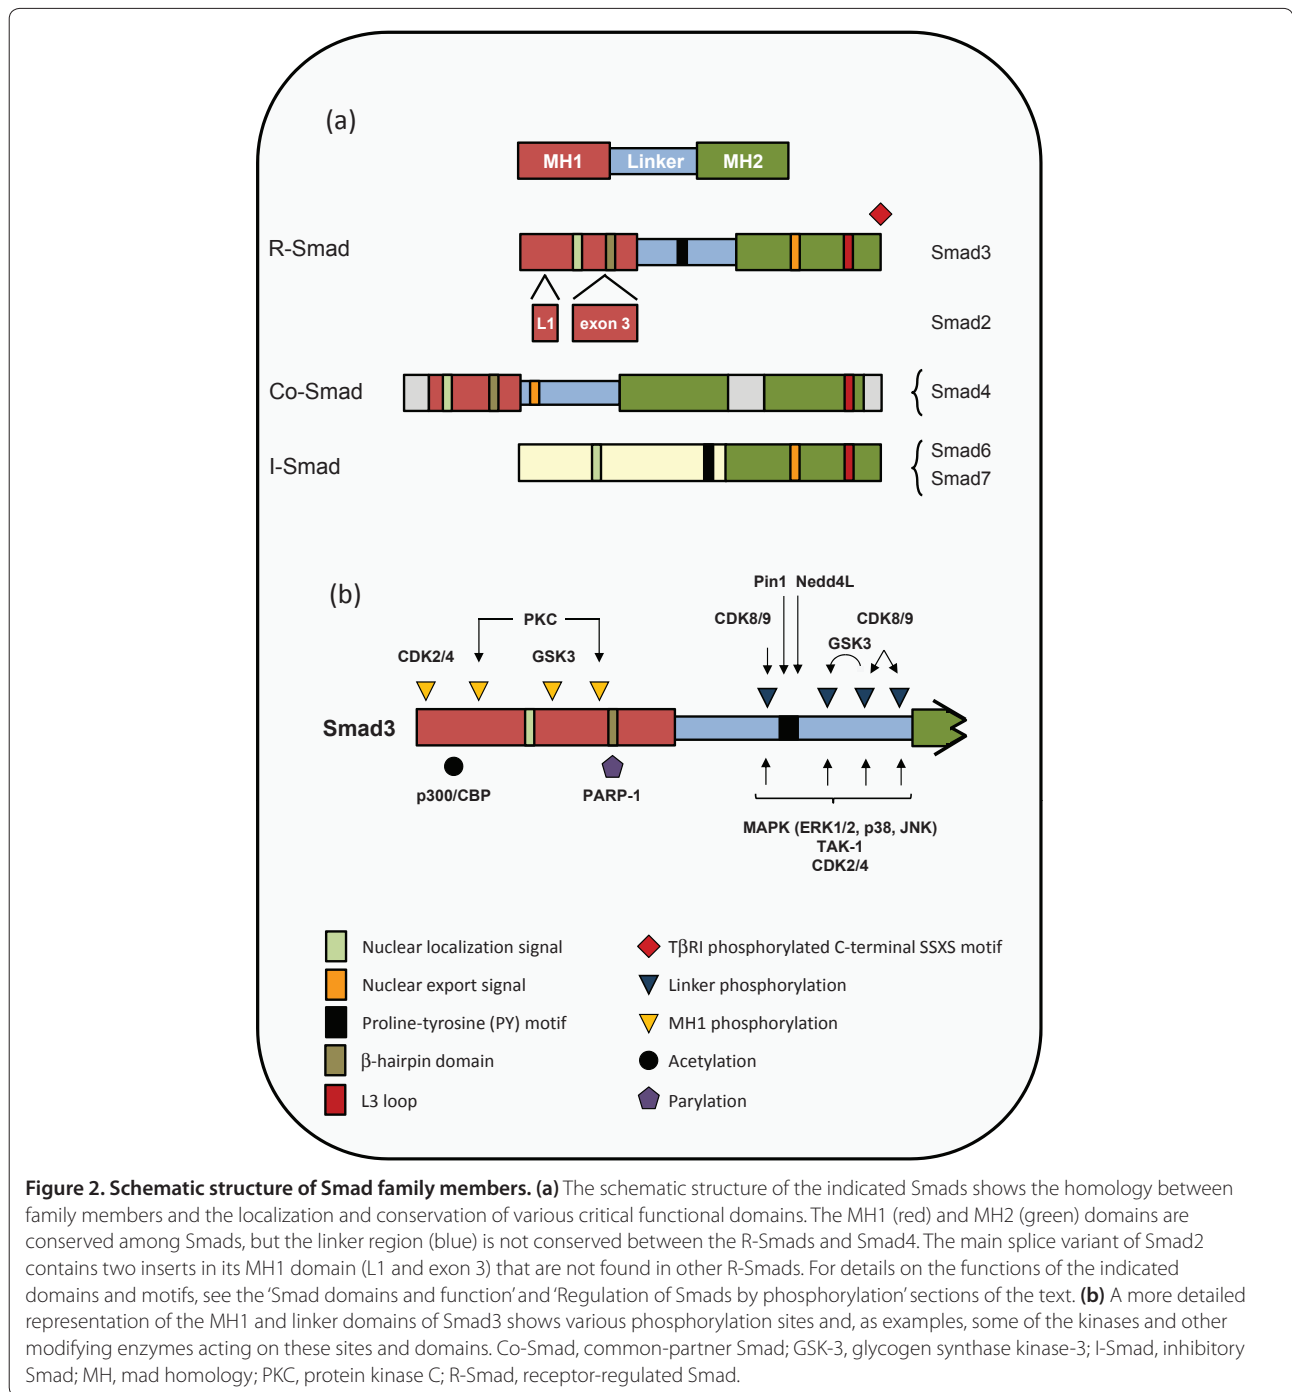 (a)
MH1 Linker MH2
R-Smad
Smad3
L1 exon 3
Smad2
Co-Smad
Smad4
I-Smad
Smad6
Smad7
(b)
Pin1 Nedd4L
PKC
CDK8/9
CDK8/9
CDK2/4
GSK3
GSK3
Smad3
p300/CBP
PARP-1
MAPK (ERK1/2, p38, JNK)
TAK-1
CDK2/4
Nuclear localization signal
Nuclear export signal
Proline-tyrosine (PY) motif
β-hairpin domain
L3 loop
TβRI phosphorylated C-terminal SSXS motif
Linker phosphorylation
MH1 phosphorylation
Acetylation
Parylation
Figure 2. Schematic structure of Smad family members. (a) The schematic structure of the indicated Smads shows the homology between
family members and the localization and conservation of various critical functional domains. The MH1 (red) and MH2 (green) domains are
conserved among Smads, but the linker region (blue) is not conserved between the R-Smads and Smad4. The main splice variant of Smad2
contains two inserts in its MH1 domain (L1 and exon 3) that are not found in other R-Smads. For details on the functions of the indicated
domains and motifs, see the ‘Smad domains and function’ and ‘Regulation of Smads by phosphorylation’ sections of the text. (b) A more detailed
representation of the MH1 and linker domains of Smad3 shows various phosphorylation sites and, as examples, some of the kinases and other
modifying enzymes acting on these sites and domains. Co-Smad, common-partner Smad; GSK-3, glycogen synthase kinase-3; I-Smad, inhibitory
Smad; MH, mad homology; PKC, protein kinase C; R-Smad, receptor-regulated Smad.